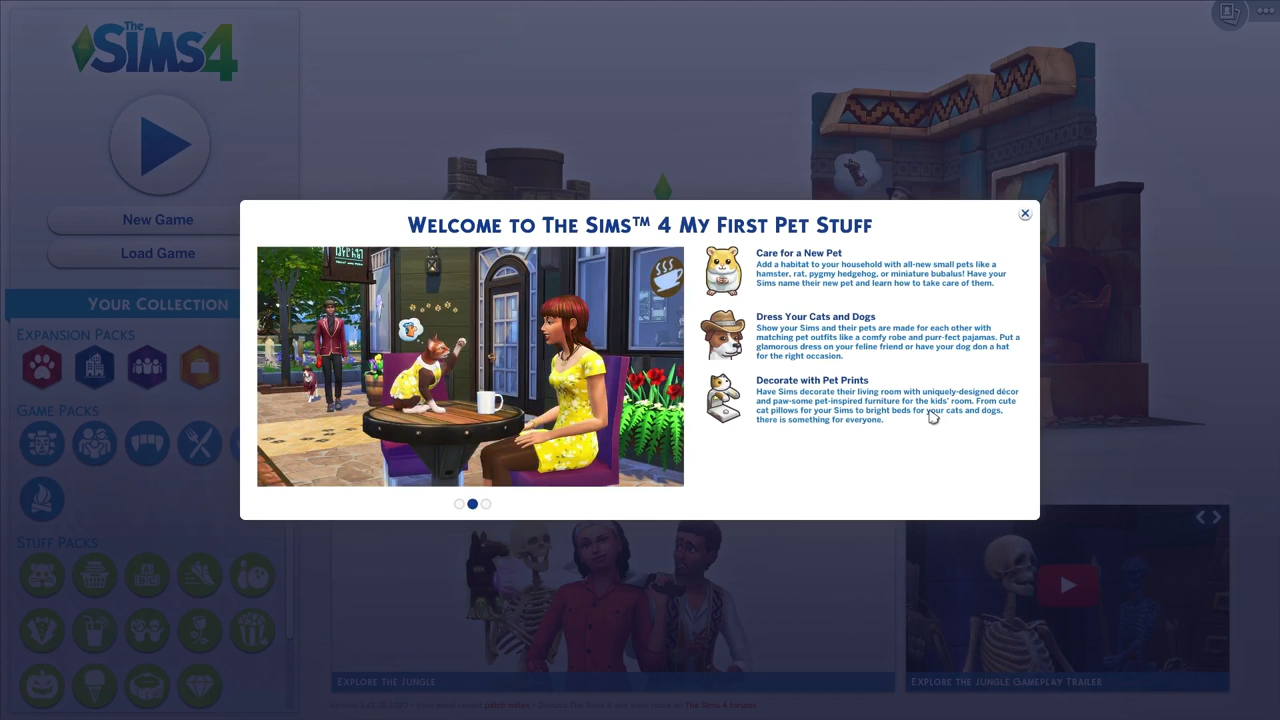 The
SiMS4
New Game
Load Game
Your Collection
Expansion Packs
Game Packs
Stuff Packs
Welcome to The Sims™ 4 My First Pet Stuff
Care for a New Pet
Add a habitat to your household with all-new small pets like a
hamster, rat, pygmy hedgehog, or miniature bubalus! Have your
Sims name their new pet and learn how to take care of them.
Dress Your Cats and Dogs
Show your Sims and their pets are made for each other with
matching pet outfits like a comfy robe and purr-fect pajamas. Put a
glamorous dress on your feline friend or have your dog don a hat
for the right occasion.
Decorate with Pet Prints
Have Sims decorate their living room with uniquely-designed décor
and paw-some pet-inspired furniture for the kids' room. From cute
cat pillows for your Sims to bright beds for your cats and dogs,
there is something for everyone.
Explore the Jungle
Explore the Jungle Gameplay Trailer
patch notes
The Sims 4 forums